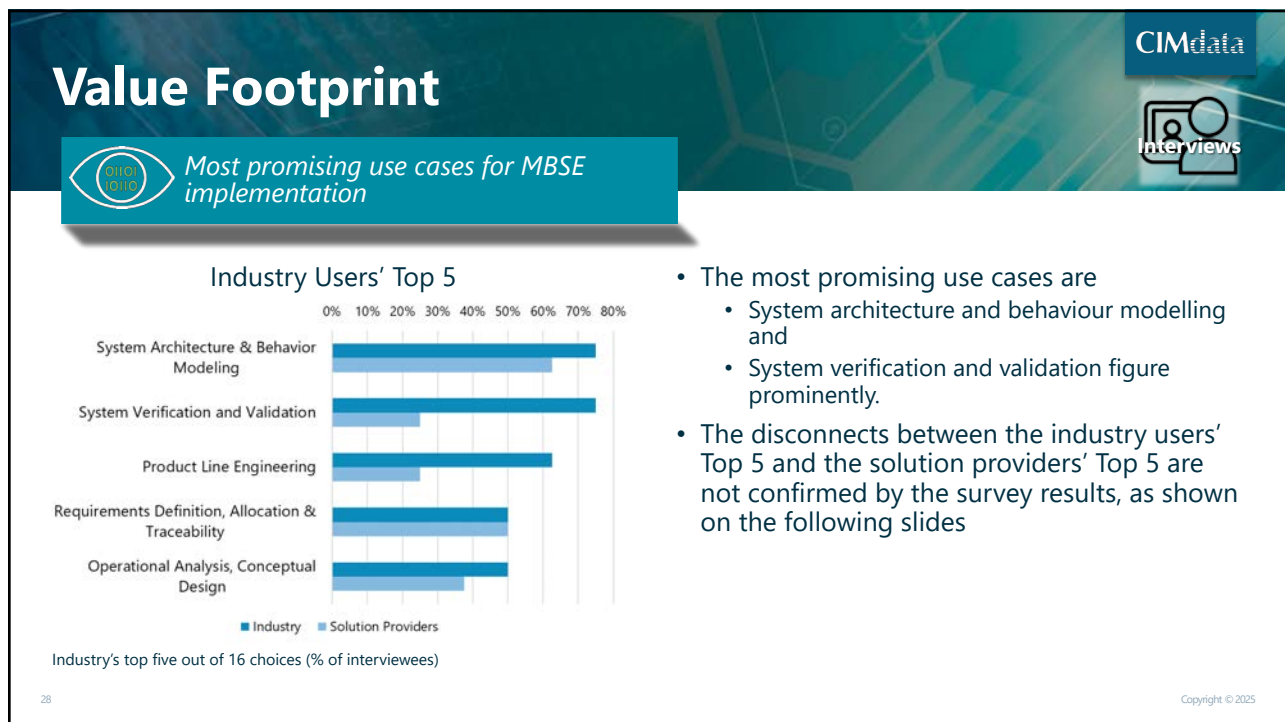 CIMdata
Value Footprint
Interviews
01101
10110
Most promising use cases for MBSE
implementation
Industry Users’ Top 5
0% 10% 20% 30% 40% 50% 60% 70% 80%
System Architecture & Behavior
Modeling
System Verification and Validation
Product Line Engineering
Requirements Definition, Allocation &
Traceability
Operational Analysis, Conceptual
Design
Industry Solution Providers
Industry’s top five out of 16 choices (% of interviewees)
• The most promising use cases are
• System architecture and behaviour modelling
and
• System verification and validation figure
prominently.
• The disconnects between the industry users’
Top 5 and the solution providers’ Top 5 are
not confirmed by the survey results, as shown
on the following slides
28
Copyright © 2025